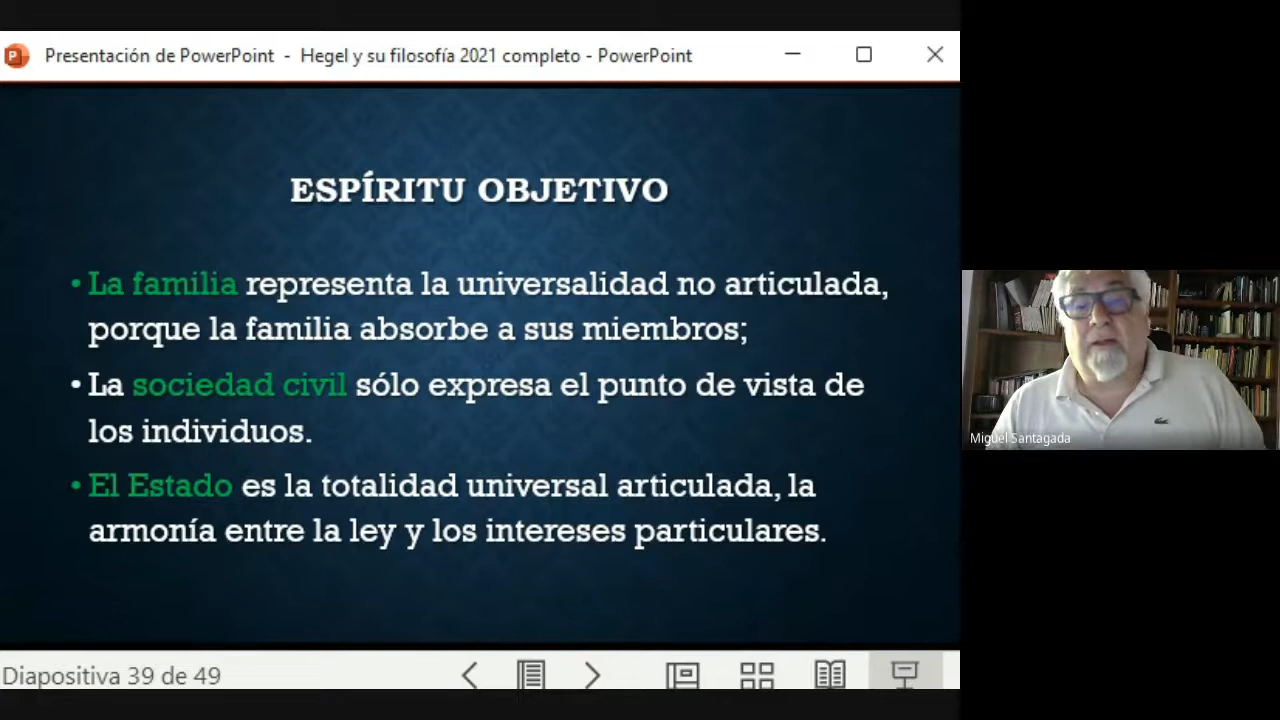 Presentación de PowerPoint - Hegel y su filosofía 2021 completo - PowerPoint
ESPÍRITU OBJETIVO
• La familia representa la universalidad no articulada,
porque la familia absorbe a sus miembros;
• La sociedad civil sólo expresa el punto de vista de
los individuos.
• El Estado es la totalidad universal articulada, la
armonía entre la ley y los intereses particulares.
Miguel Santagada
Diapositiva 39 de 49